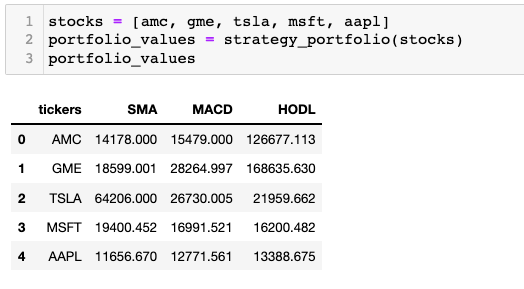 1 stocks = [amc, gme, tsla, msft, aapl]
2 portfolio_values = strategy_portfolio(stocks)
3 portfolio_values
tickers SMA MACD HODL
0 AMC 14178.000 15479.000 126677.113
1 GME 18599.001 28264.997 168635.630
2 TSLA 64206.000 26730.005 21959.662
3 MSFT 19400.452 16991.521 16200.482
4 AAPL 11656.670 12771.561 13388.675